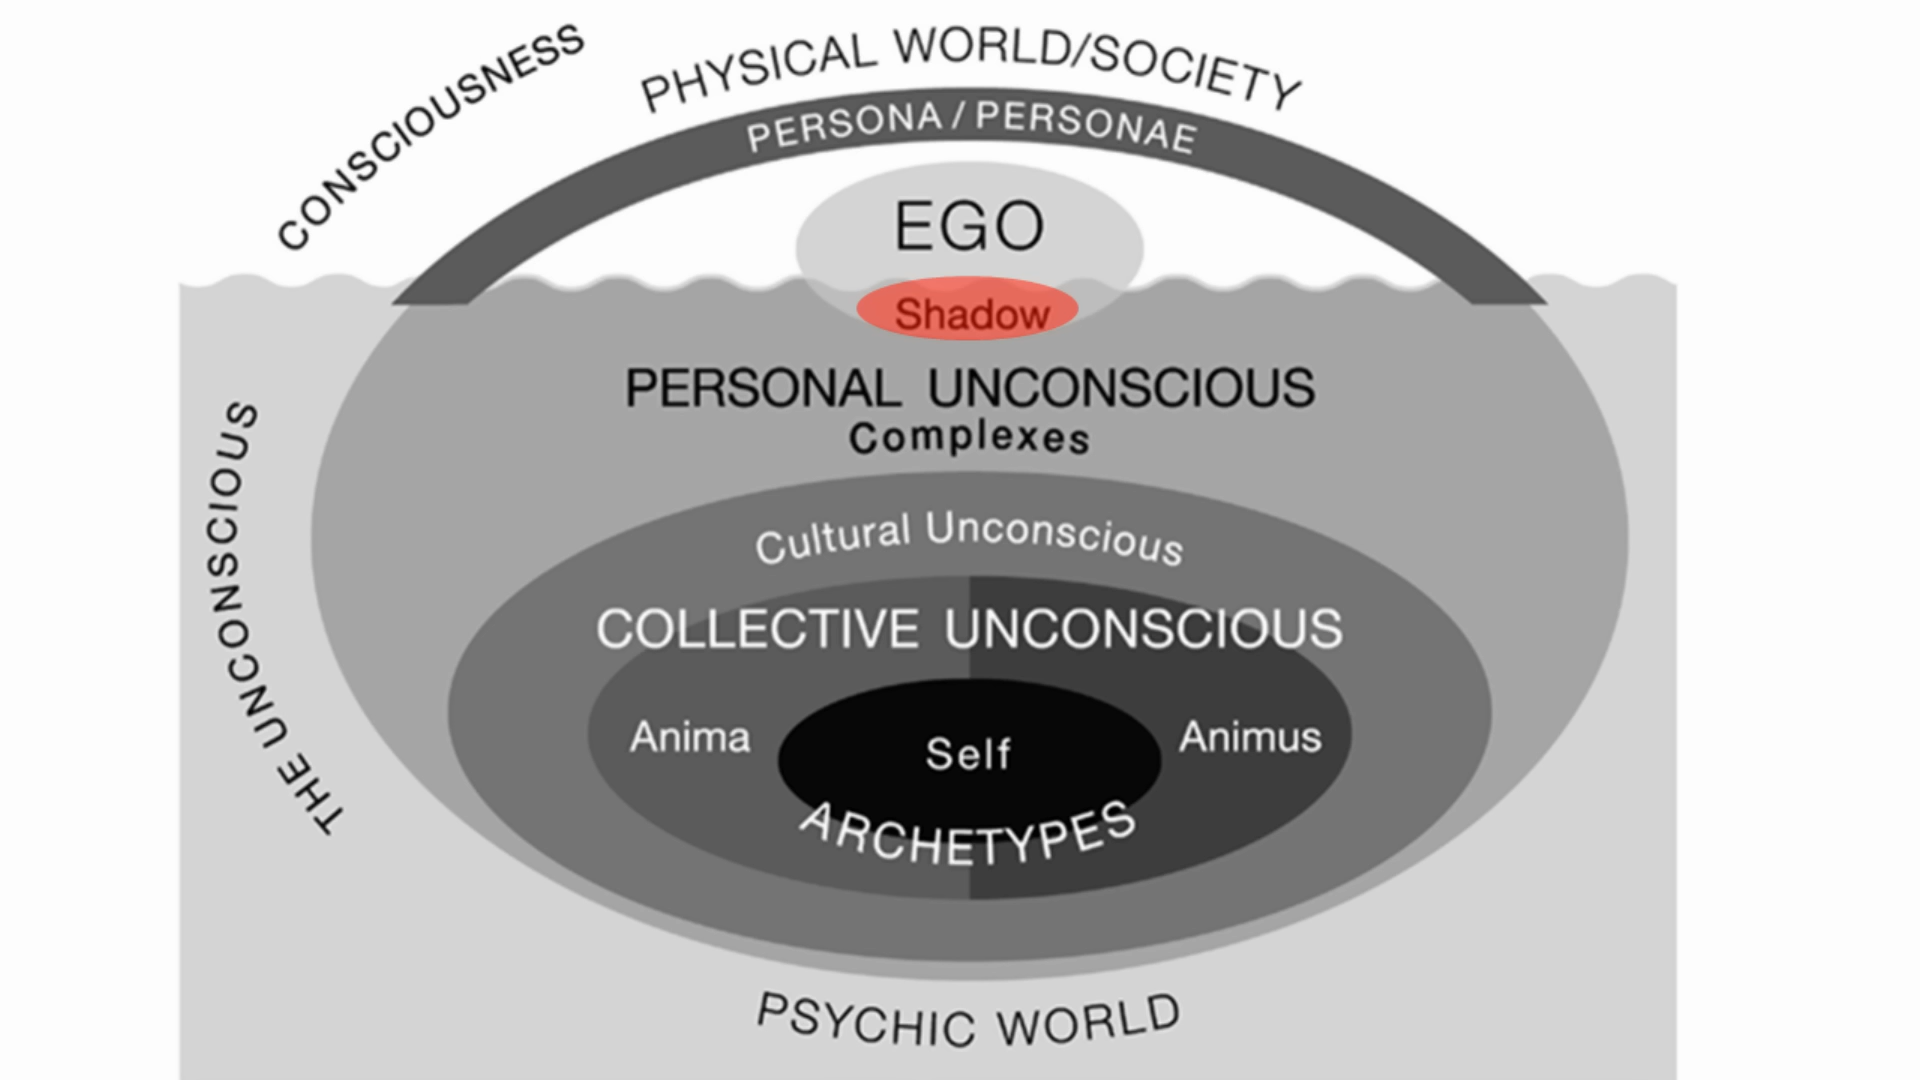 CONSCIOUSNESS
PHYSICAL WORLD/SOCIETY
PERSONA / PERSONAE
EGO
Shadow
PERSONAL UNCONSCIOUS
Complexes
THE UNCONSCIOUS
Cultural Unconscious
COLLECTIVE UNCONSCIOUS
Anima
Self
Animus
ARCHETYPES
PSYCHIC WORLD